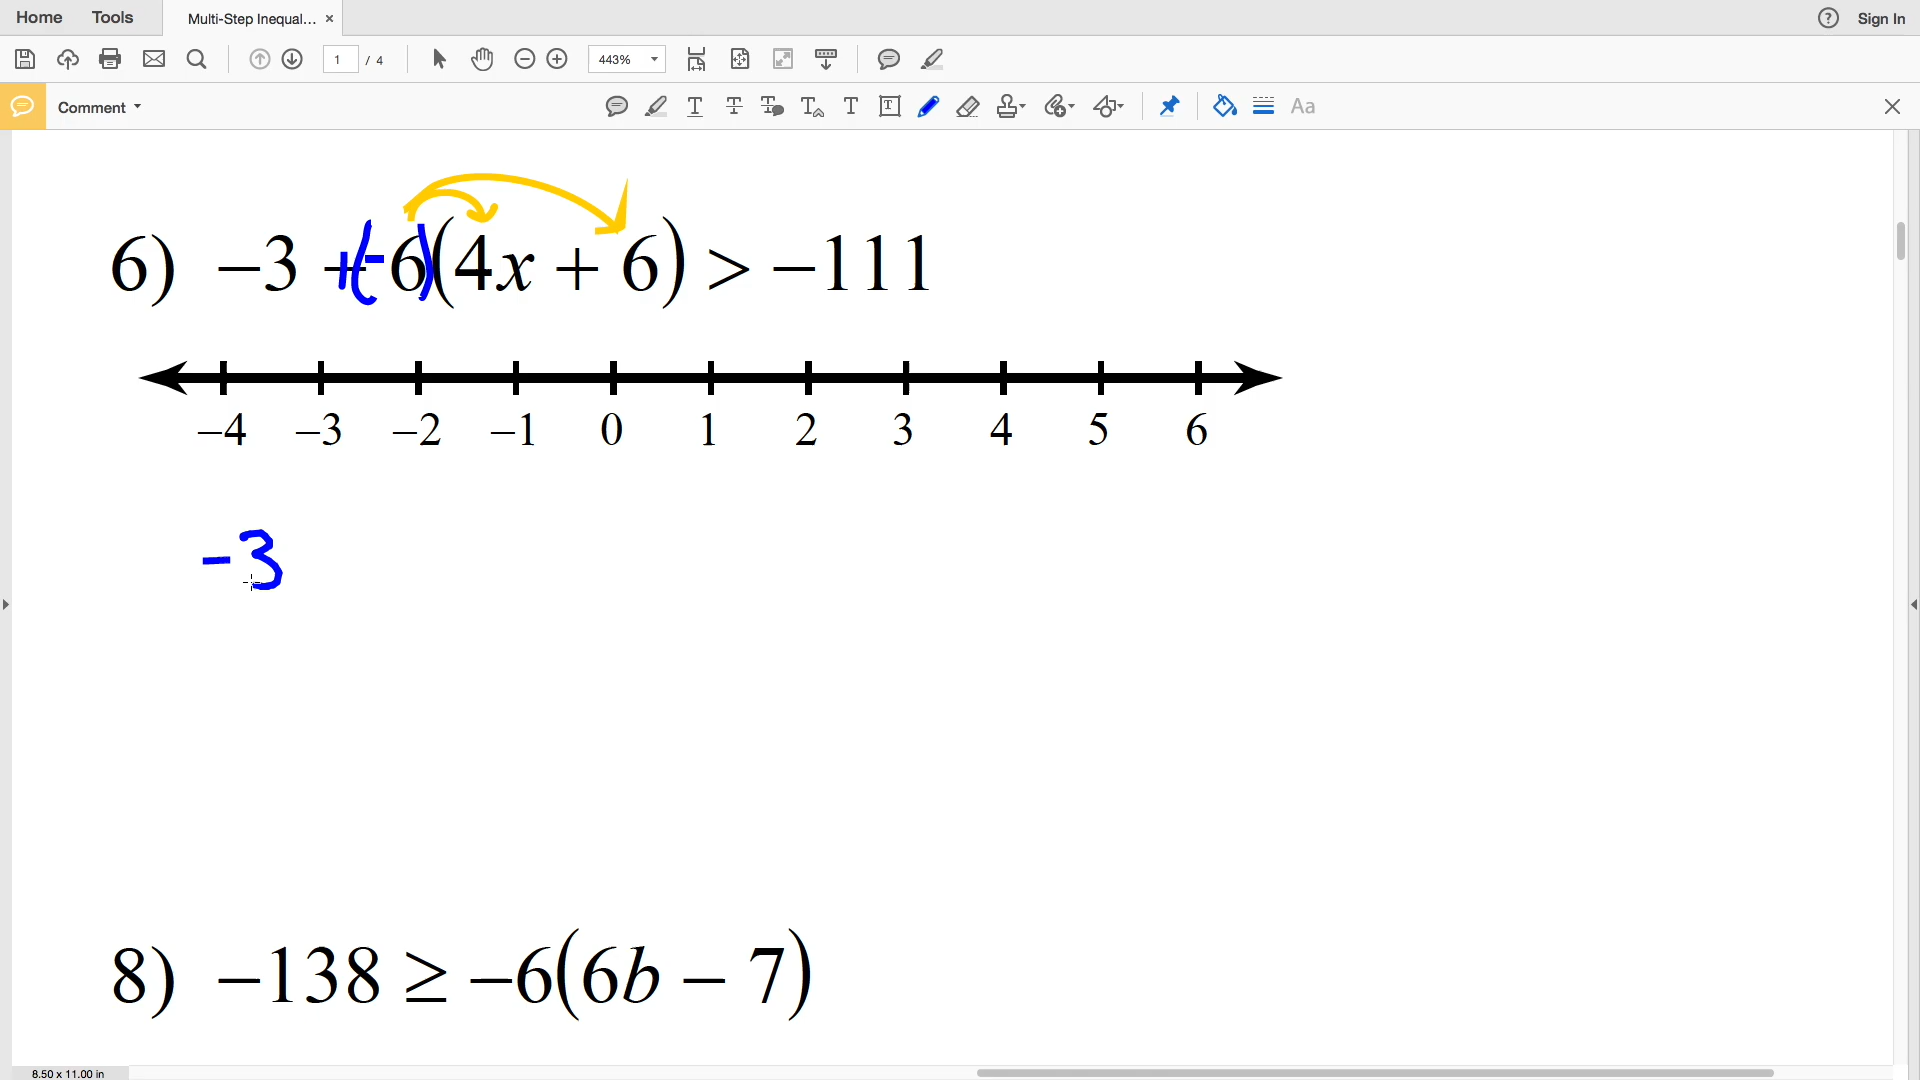 Home Tools Multi-Step Inequal... × ? Sign In
1 / 4 443%
Comment Aa
6) −3 +(-6)(4x + 6) > −111
−4 −3 −2 −1 0 1 2 3 4 5 6
-3
8) −138 ≥ −6(6b − 7)
8.50 x 11.00 in